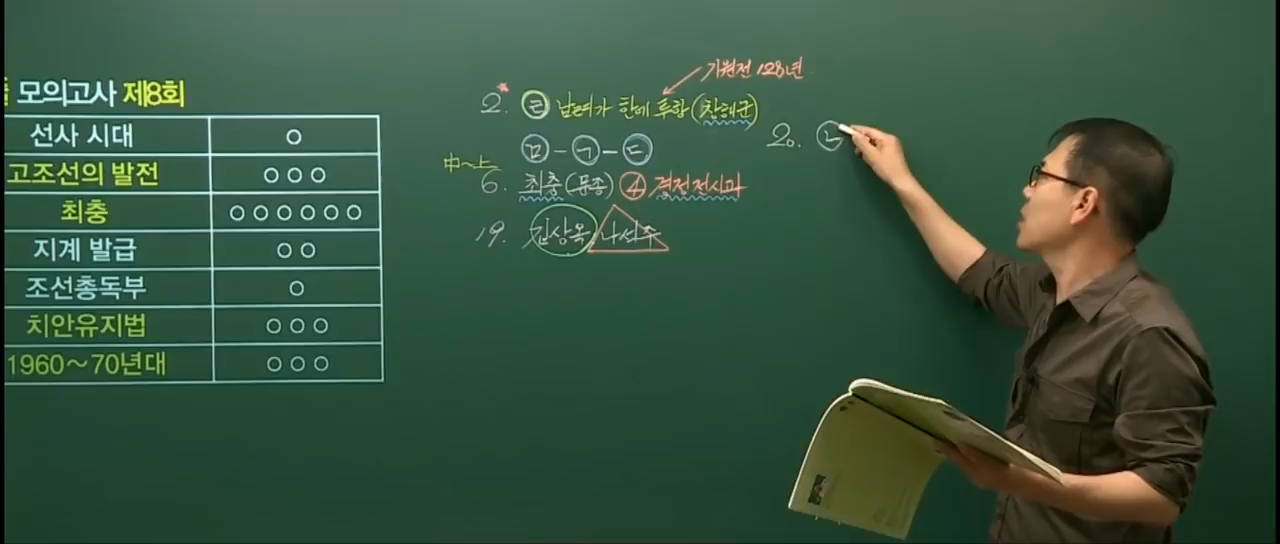 모의고사 제8회
선사 시대 ○
고조선의 발전 ○○○
최충 ○○○○○○
지계 발급 ○○
조선총독부 ○
치안유지법 ○○○
1960～70년대 ○○○
기원전 128년
2. ㄹ 남려가 한에 투항 (창해군)
ㅁ - ㄱ - ㄷ
中~上
6. 최충 (문종) ④ 경정전시과
19. 김상옥 나석주
20. ㄴ